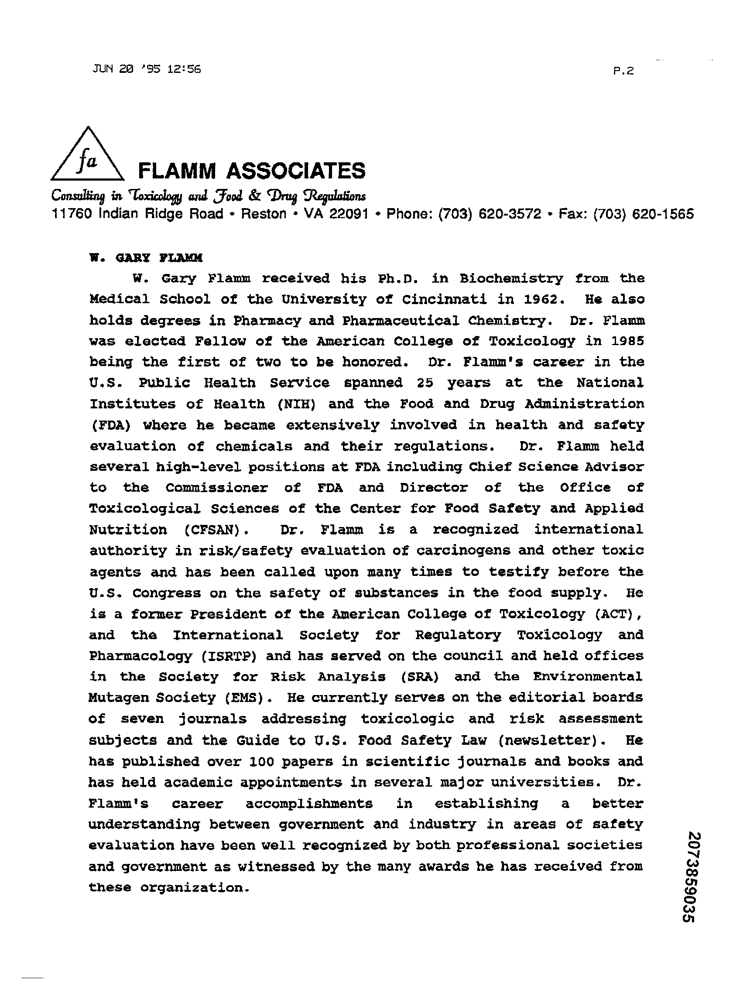 JUN 20 '95 12:56
P.2
fa
FLAMM ASSOCIATES
Consulting in Toxicology and Food & Drug Regulations
11760 Indian Ridge Road • Reston • VA 22091 • Phone: (703) 620-3572 • Fax: (703) 620-1565
W. GARY FLAMM
W. Gary Flamm received his Ph.D. in Biochemistry from the
Medical School of the University of Cincinnati in 1962. He also
holds degrees in Pharmacy and Pharmaceutical Chemistry. Dr. Flamm
was elected Fellow of the American College of Toxicology in 1985
being the first of two to be honored. Dr. Flamm's career in the
U.S. Public Health Service spanned 25 years at the National
Institutes of Health (NIH) and the Food and Drug Administration
(FDA) where he became extensively involved in health and safety
evaluation of chemicals and their regulations. Dr. Flamm held
several high-level positions at FDA including Chief Science Advisor
to the Commissioner of FDA and Director of the Office of
Toxicological Sciences of the Center for Food Safety and Applied
Nutrition (CFSAN). Dr. Flamm is a recognized international
authority in risk/safety evaluation of carcinogens and other toxic
agents and has been called upon many times to testify before the
U.S. Congress on the safety of substances in the food supply. He
is a former President of the American College of Toxicology (ACT),
and the International Society for Regulatory Toxicology and
Pharmacology (ISRTP) and has served on the council and held offices
in the Society for Risk Analysis (SRA) and the Environmental
Mutagen Society (EMS). He currently serves on the editorial boards
of seven journals addressing toxicologic and risk assessment
subjects and the Guide to U.S. Food Safety Law (newsletter). He
has published over 100 papers in scientific journals and books and
has held academic appointments in several major universities. Dr.
Flamm's career accomplishments in establishing a better
understanding between government and industry in areas of safety
evaluation have been well recognized by both professional societies
and government as witnessed by the many awards he has received from
these organization.
2073859035